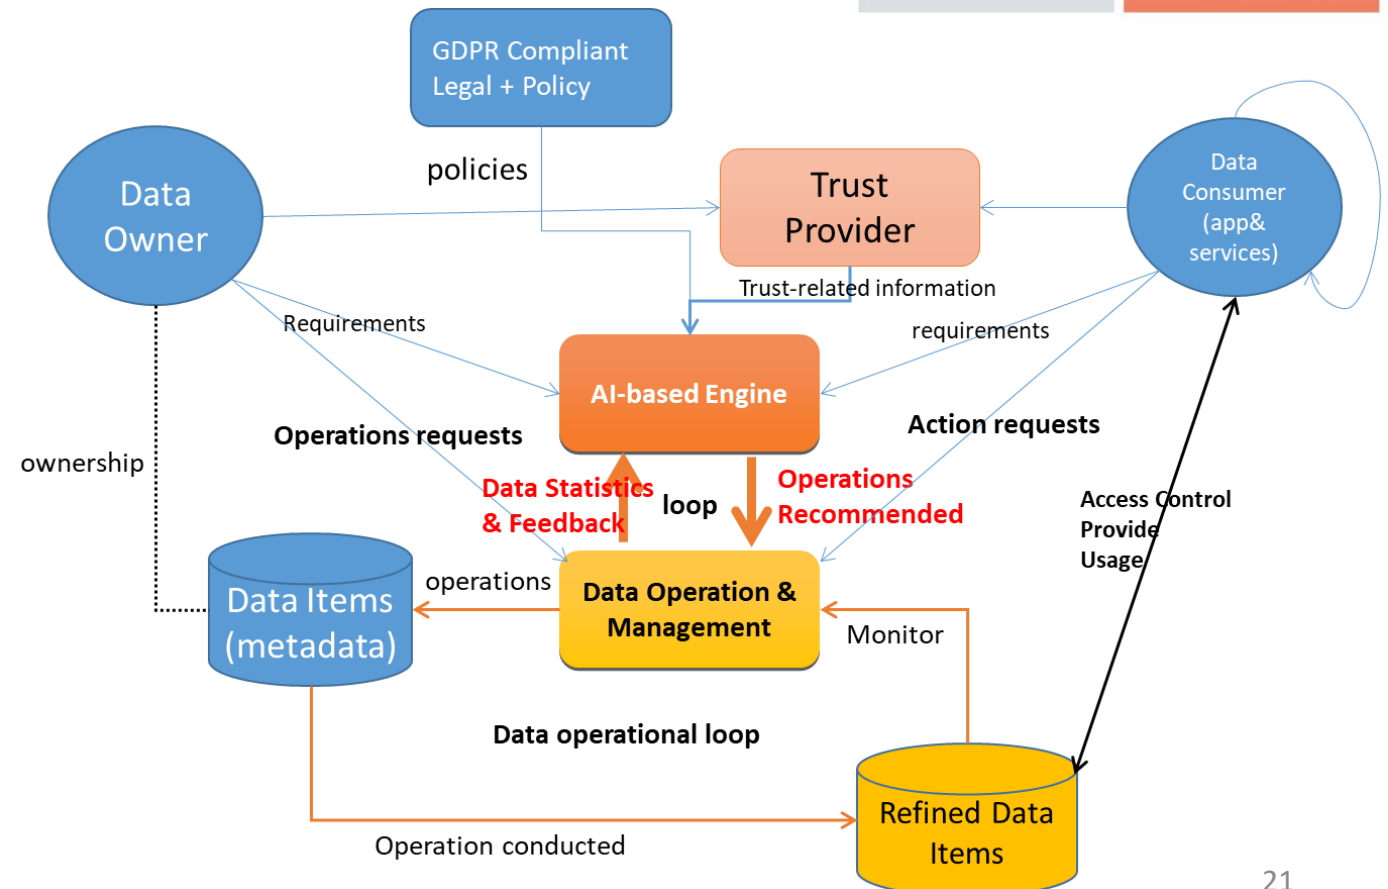 GDPR Compliant
Legal + Policy
policies
Data
Owner
Trust
Provider
Data
Consumer
(app&
services)
Trust-related information
Requirements
requirements
AI-based Engine
Operations requests
Action requests
ownership
Data Statistics
& Feedback
loop
Operations
Recommended
Access Control
Provide
Usage
operations
Data Items
(metadata)
Data Operation &
Management
Monitor
Data operational loop
Refined Data
Items
Operation conducted
21